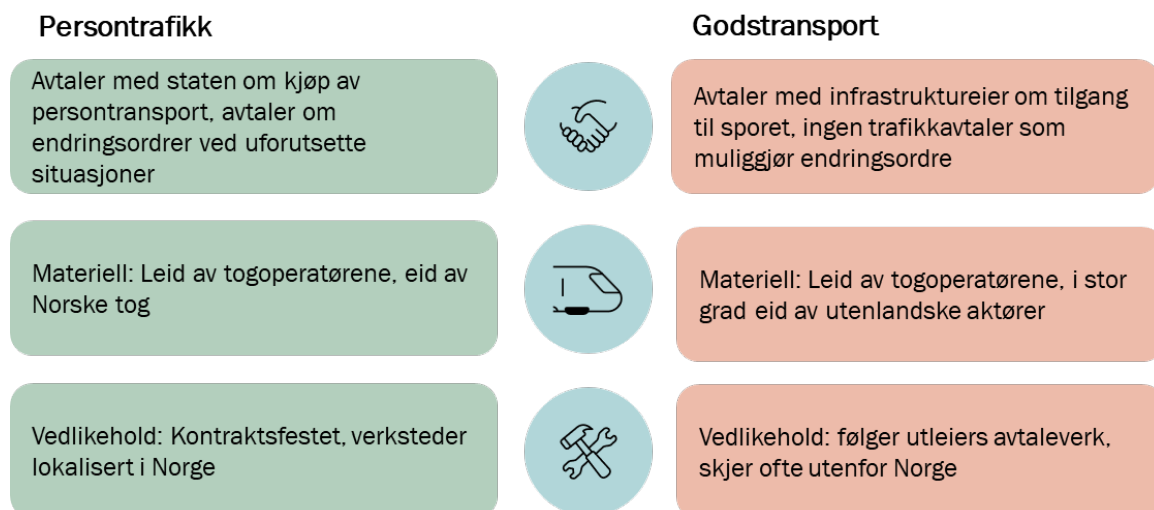 Persontrafikk
Godstransport
Avtaler med staten om kjøp av
persontransport, avtaler om
endringsordrer ved uforutsette
situasjoner
Avtaler med infrastruktureier om tilgang
til sporet, ingen trafikkavtaler som
muliggjør endringsordre
Materiell: Leid av togoperatørene, eid av
Norske tog
Materiell: Leid av togoperatørene, i stor
grad eid av utenlandske aktører
Vedlikehold: Kontraktsfestet, verksteder
lokalisert i Norge
Vedlikehold: følger utleiers avtaleverk,
skjer ofte utenfor Norge